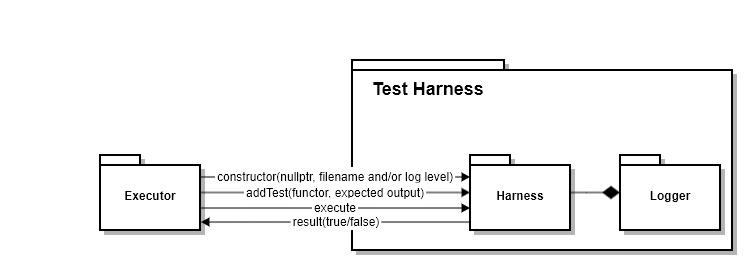 Test Harness
constructor(nullptr, filename and/or log level)
Executor
addTest(functor, expected output)
Harness
Logger
execute
result(true/false)